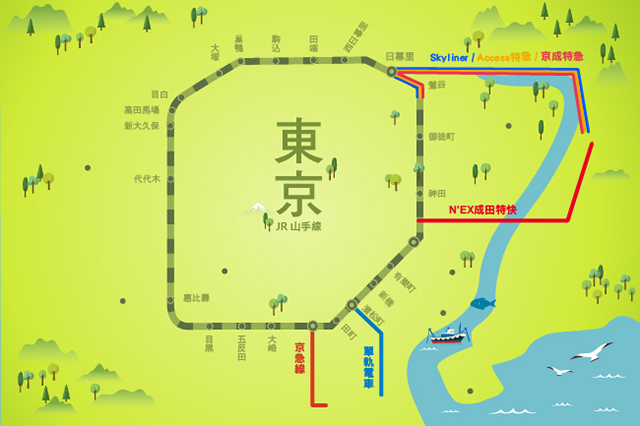 大塚
巣鴨
駒込
田端
西日暮里
日暮里
Skyliner / Access特急 / 京成特急
鶯谷
目白
高田馬場
新大久保
御徒町
代代木
東京
JR 山手線
神田
N'EX成田特快
恵比壽
有樂町
新橋
濱松町
田町
目黒
五反田
大崎
京急線
單軌電車